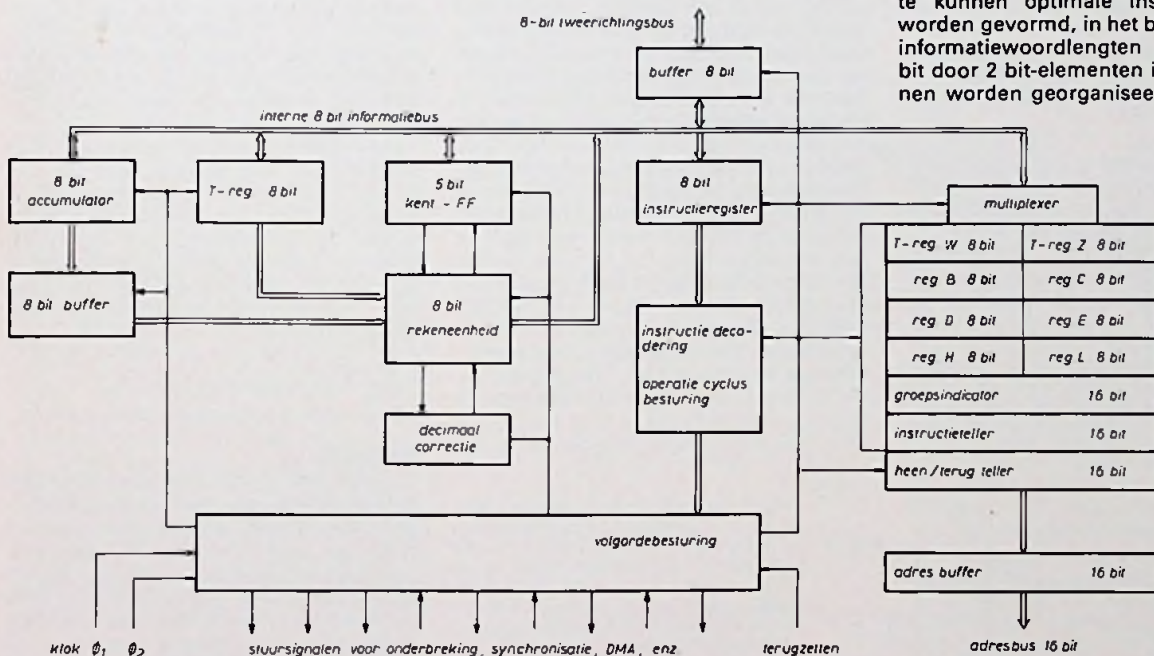 te kunnen optimale
worden gevormd, in het
informatiewoordlengten
bit door 2 bit-elementen
nen worden
8-bit tweerichtingsbus
buffer 8 bit
interne 8 bit informatiebus
8 bit
accumulator
T-reg 8 bit
5 bit
kent - FF
8 bit
instructieregister
multiplexer
T-reg W 8 bit
T-reg Z 8 bit
reg B 8 bit
reg C 8 bit
reg D 8 bit
reg E 8 bit
reg H 8 bit
reg L 8 bit
groepsindicator 16 bit
instructieteller 16 bit
heen/terug teller 16 bit
8 bit buffer
8 bit
rekeneenheid
instructie deco-
dering
operatie cyclus
besturing
decimaal
correctie
volgordebesturing
adres buffer 16 bit
klok ϕ1 ϕ2
stuursignalen voor onderbreking, synchronisatie, DMA, enz
terugzetten
adresbus 16 bit